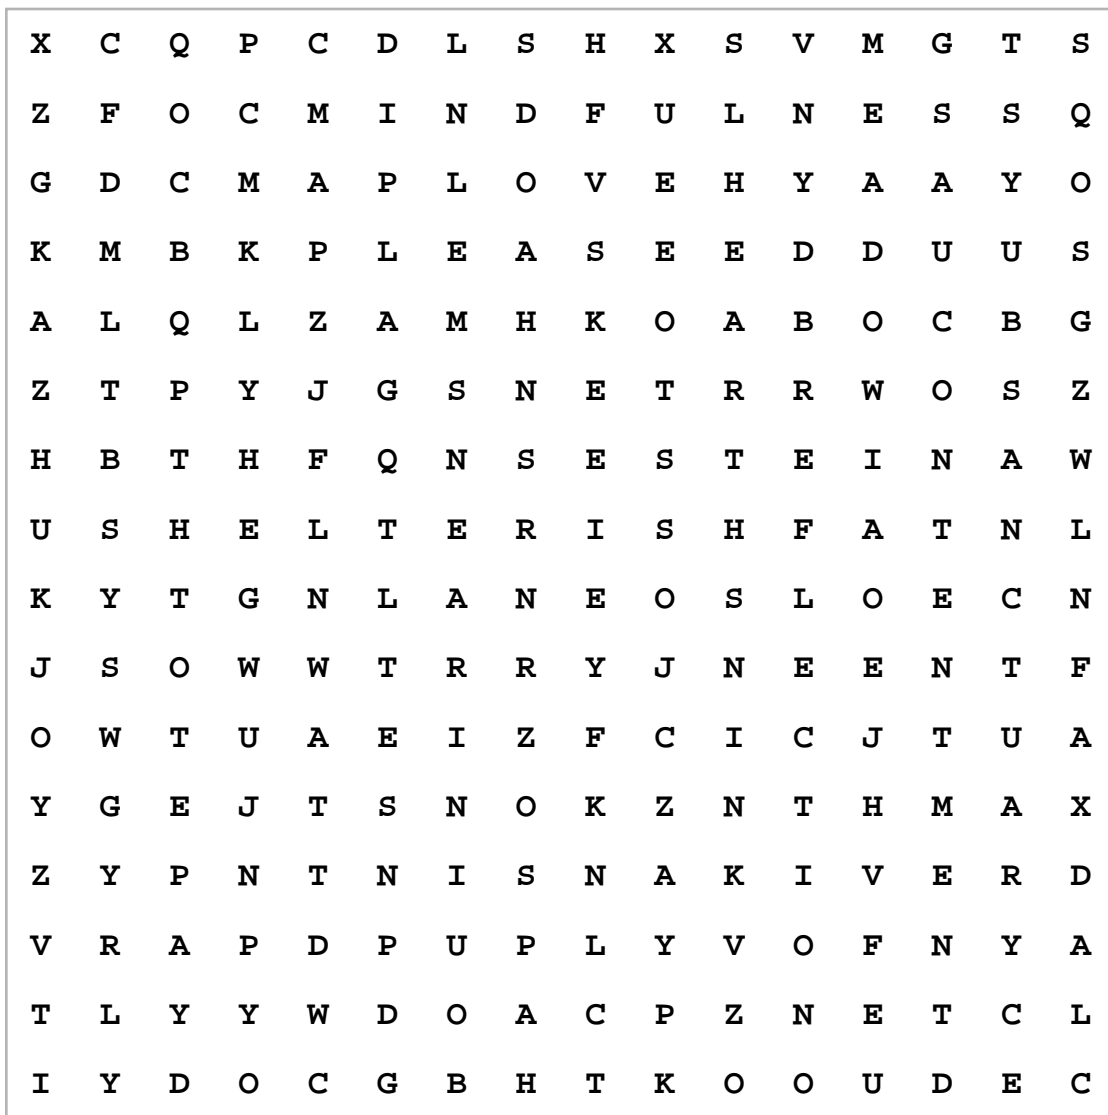 X C Q P C D L S H X S V M G T S
Z F O C M I N D F U L N E S S Q
G D C M A P L O V E H Y A A Y O
K M B K P L E A S E E D D U U S
A L Q L Z A M H K O A B O C B G
Z T P Y J G S N E T R R W O S Z
H B T H F Q N S E S T E I N A W
U S H E L T E R I S H F A T N L
K Y T G N L A N E O S L O E C N
J S O W W T R R Y J N E E N T F
O W T U A E I Z F C I C J T U A
Y G E J T S N O K Z N T H M A X
Z Y P N T N I S N A K I V E R D
V R A P D P U P L Y V O F N Y A
T L Y Y W D O A C P Z N E T C L
I Y D O C G B H T K O O U D E C